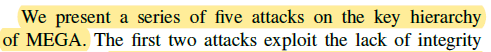 We present a series of five attacks on the key hierarchy
of MEGA. The first two attacks exploit the lack of integrity